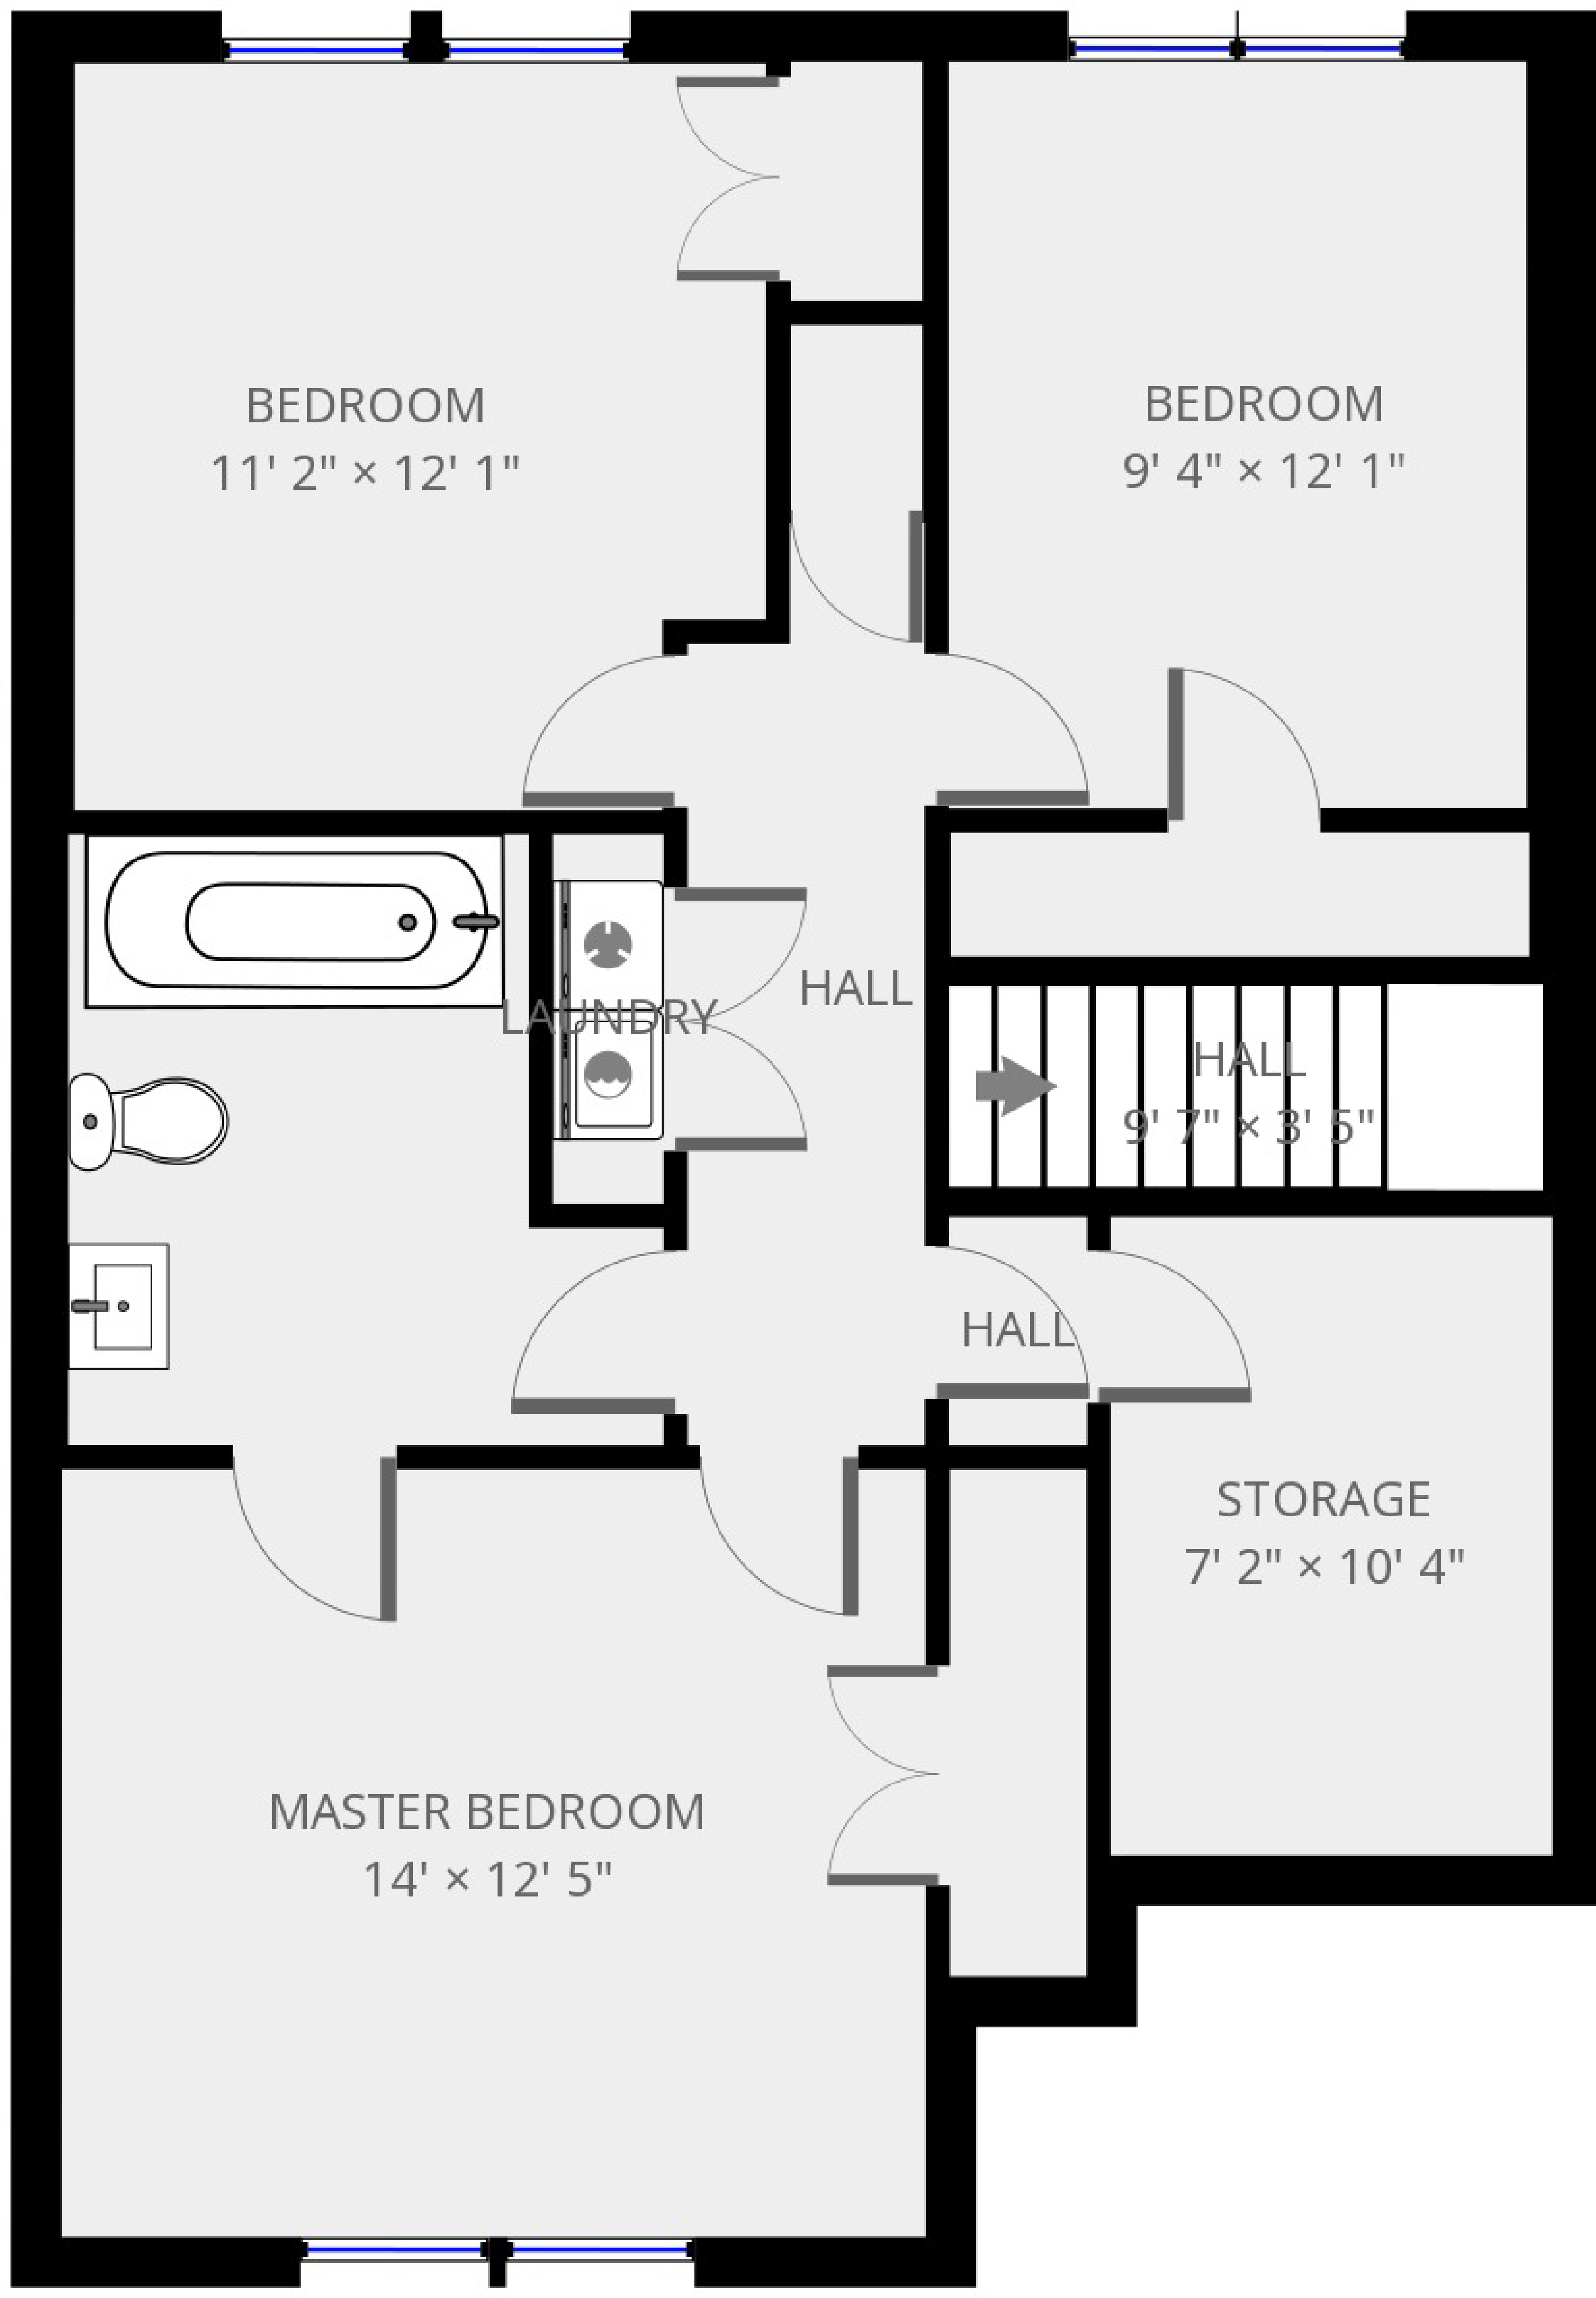 BEDROOM
11' 2" × 12' 1"
BEDROOM
9' 4" × 12' 1"
LAUNDRY
HALL
HALL
9' 7" × 3' 5"
HALL
STORAGE
7' 2" × 10' 4"
MASTER BEDROOM
14' × 12' 5"